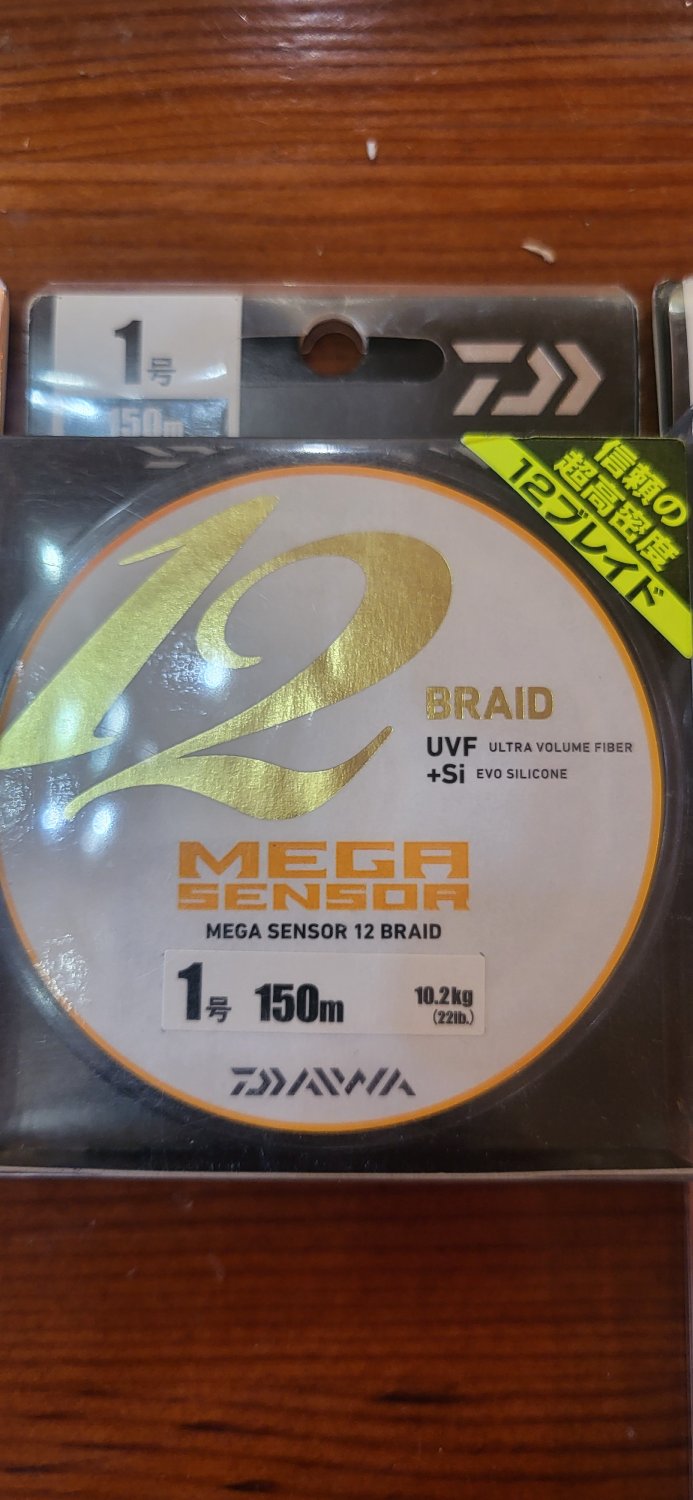 1号
150m
信頼の
超高密度
12ブレイド
12
BRAID
UVF ULTRA VOLUME FIBER
+Si EVO SILICONE
MEGA
SENSOR
MEGA SENSOR 12 BRAID
1号 150m 10.2kg
(22lb.)
DAIWA